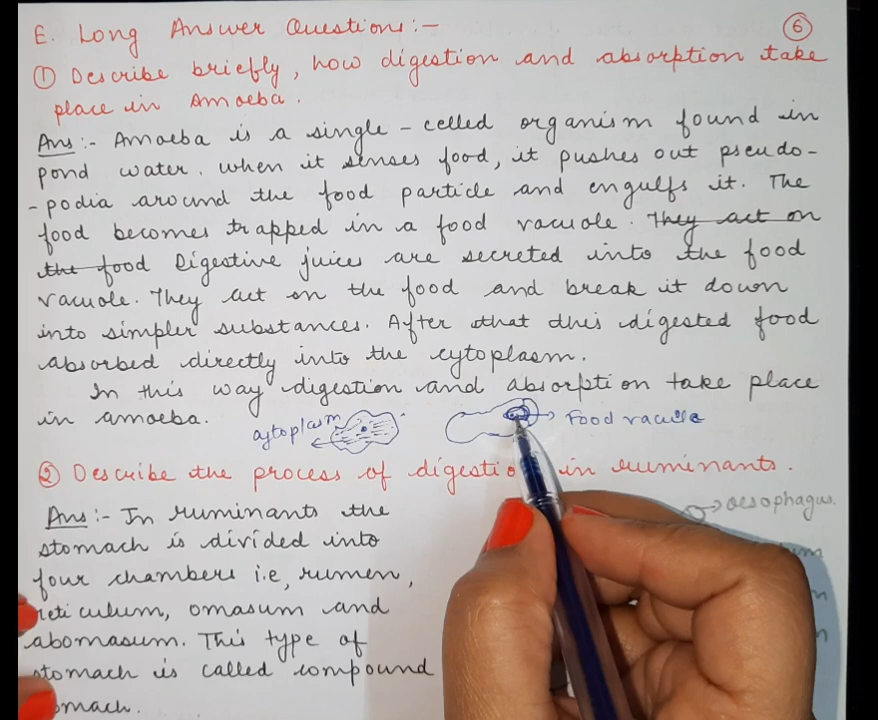 E. Long Answer Questions:-
6
① Describe briefly, how digestion and absorption take
place in Amoeba.
Ans:- Amoeba is a single-celled organism found in
pond water. when it senses food, it pushes out pseudo-
-podia around the food particle and engulfs it. The
food becomes trapped in a food vacuole. They act on
the food Digestive juices are secreted into the food
vacuole. They act on the food and break it down
into simpler substances. After that this digested food
absorbed directly into the cytoplasm.
In this way digestion and absorption take place
in amoeba.
cytoplasm
Food vacuole
② Describe the process of digestio in ruminants.
Ans:- In ruminants the
oesophagus.
stomach is divided into
four chambers i.e, rumen,
reticulum, omasum and
abomasum. This type of
stomach is called compound
omach.